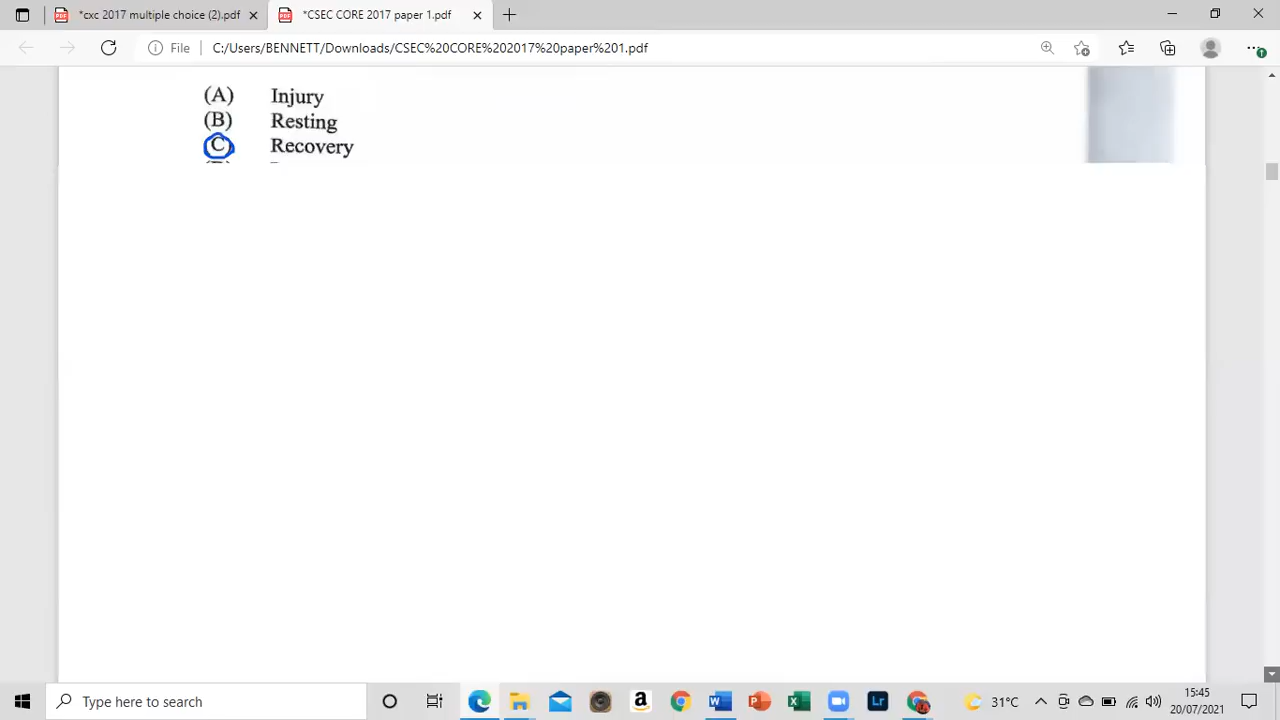 "cxc 2017 multiple choice (2).pdf
*CSEC CORE 2017 paper 1.pdf
File
C:/Users/BENNETT/Downloads/CSEC%20CORE%202017%20paper%201.pdf
(A) Injury
(B) Resting
(C) Recovery
Type here to search
31°C
15:45
20/07/2021